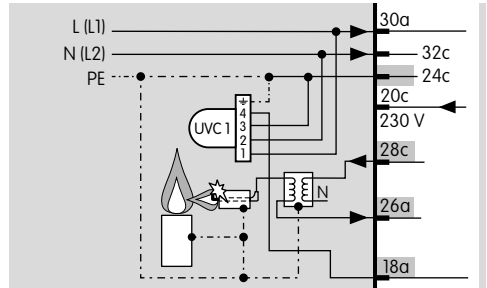 L (L1)
N (L2)
PE
30a
32c
24c
20c
230 V
28c
26a
18a
UVC 1
4
3
2
1
N